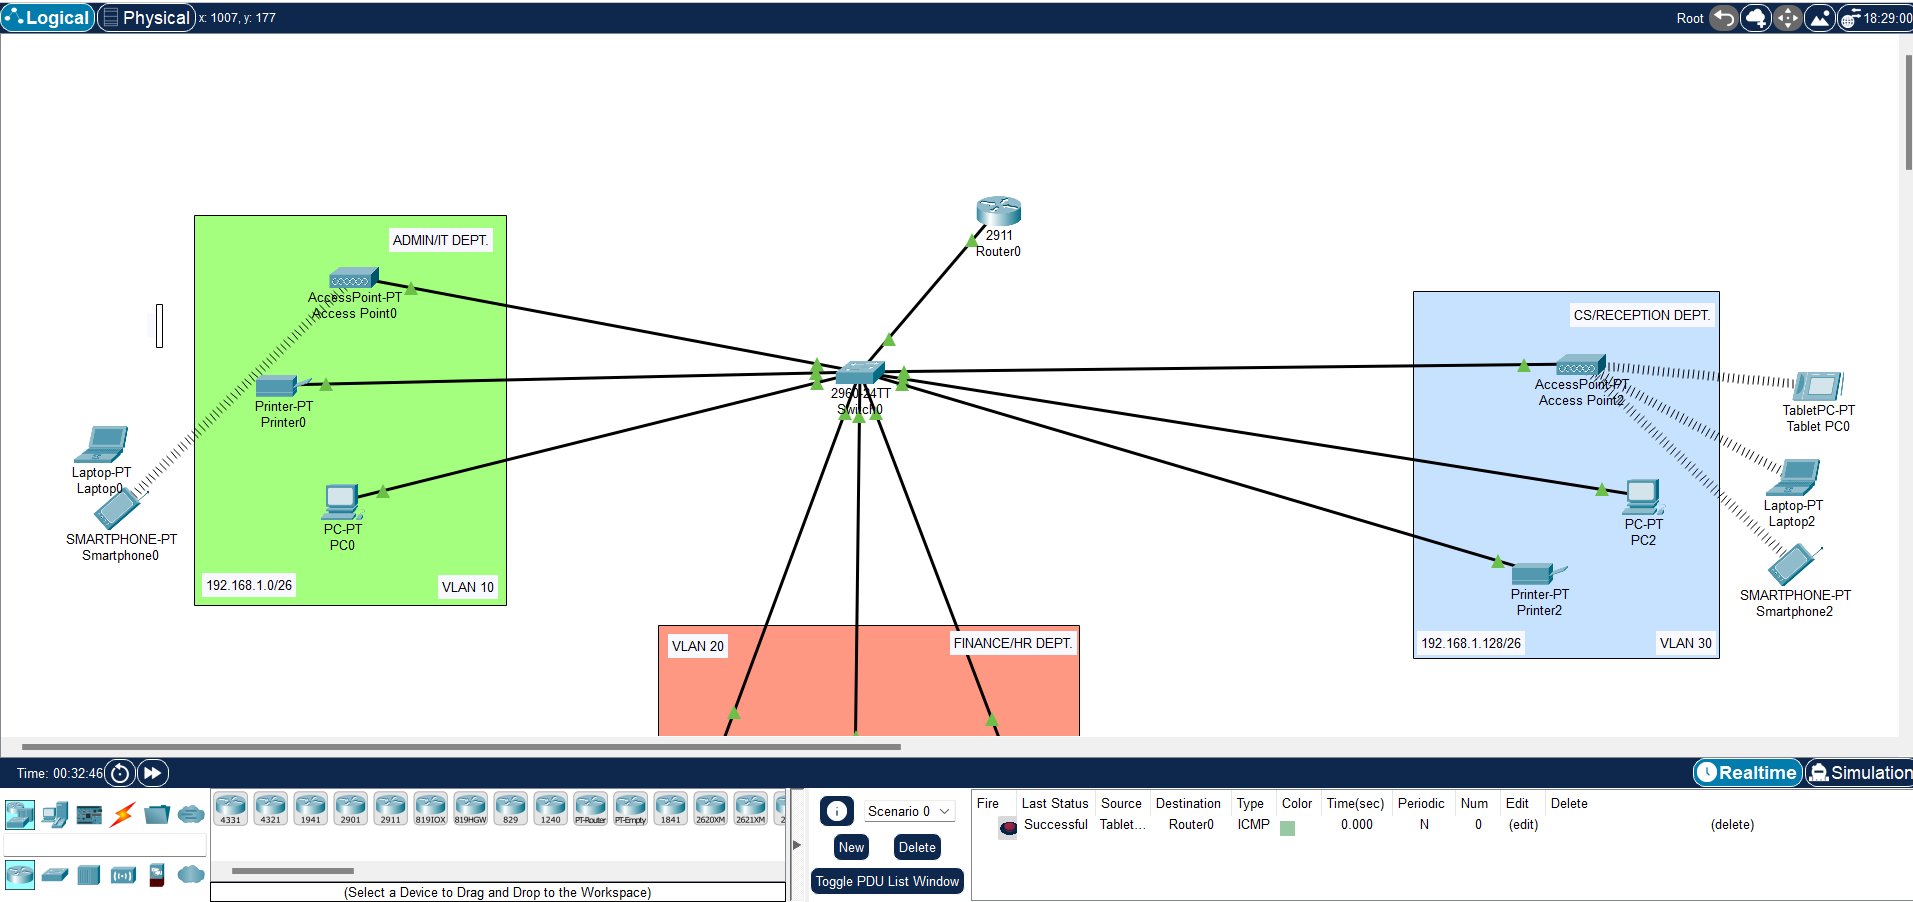 Logical
Physical
x: 1007, y: 177
Root
18:29:00
2911
Router0
ADMIN/IT DEPT.
AccessPoint-PT
Access Point0
Printer-PT
Printer0
Laptop-PT
Laptop0
SMARTPHONE-PT
Smartphone0
PC-PT
PC0
192.168.1.0/26
VLAN 10
2960-24TT
Switch0
VLAN 20
FINANCE/HR DEPT.
CS/RECEPTION DEPT.
AccessPoint-PT
Access Point2
TabletPC-PT
Tablet PC0
Laptop-PT
Laptop2
PC-PT
PC2
SMARTPHONE-PT
Smartphone2
Printer-PT
Printer2
192.168.1.128/26
VLAN 30
Time: 00:32:46
Realtime
Simulation
4331 4321 1941 2901 2911 819IOX 819HGW 829 1240 PT-Router PT-Empty 1841 2620XM 2621XM 2
(Select a Device to Drag and Drop to the Workspace)
Scenario 0
New
Delete
Toggle PDU List Window
Fire Last Status Source Destination Type Color Time(sec) Periodic Num Edit Delete
Successful Tablet... Router0 ICMP 0.000 N 0 (edit) (delete)